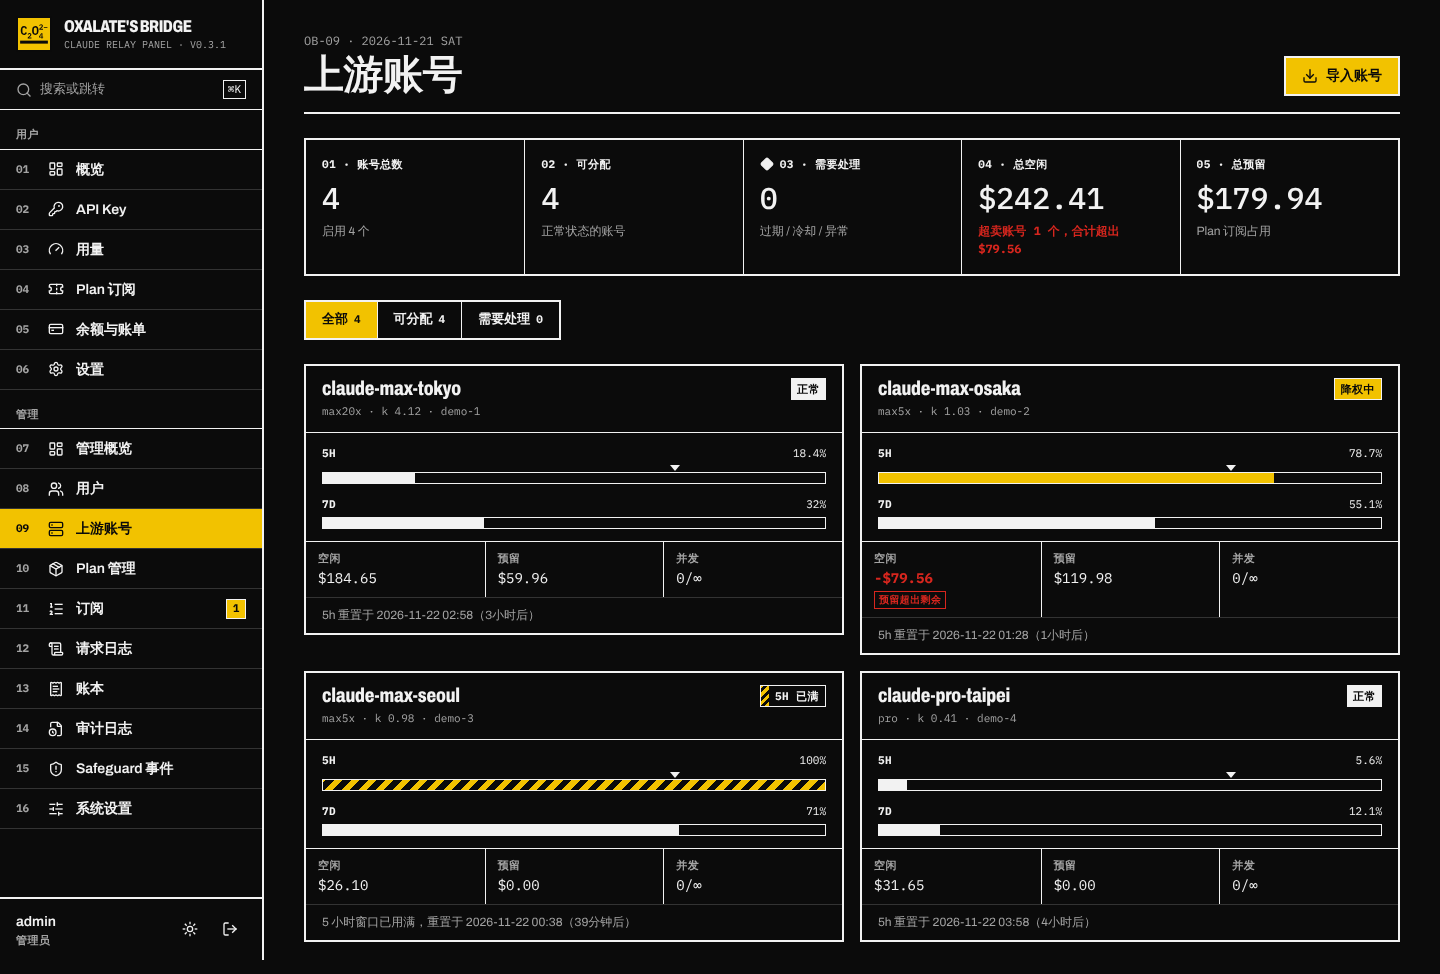 C₂O₄²⁻
OXALATE'S BRIDGE
CLAUDE RELAY PANEL · V0.3.1
搜索或跳转
⌘K
用户
01 概览
02 API Key
03 用量
04 Plan 订阅
05 余额与账单
06 设置
管理
07 管理概览
08 用户
09 上游账号
10 Plan 管理
11 订阅 1
12 请求日志
13 账本
14 审计日志
15 Safeguard 事件
16 系统设置
admin
管理员
OB-09 · 2026-11-21 SAT
上游账号
导入账号
01 · 账号总数
4
启用 4 个
02 · 可分配
4
正常状态的账号
03 · 需要处理
0
过期 / 冷却 / 异常
04 · 总空闲
$242.41
超卖账号 1 个，合计超出
$79.56
05 · 总预留
$179.94
Plan 订阅占用
全部 4
可分配 4
需要处理 0
claude-max-tokyo
正常
max20x · k 4.12 · demo-1
5H 18.4%
7D 32%
空闲
$184.65
预留
$59.96
并发
0/∞
5h 重置于 2026-11-22 02:58（3小时后）
claude-max-osaka
降权中
max5x · k 1.03 · demo-2
5H 78.7%
7D 55.1%
空闲
-$79.56
预留超出剩余
预留
$119.98
并发
0/∞
5h 重置于 2026-11-22 01:28（1小时后）
claude-max-seoul
5H 已满
max5x · k 0.98 · demo-3
5H 100%
7D 71%
空闲
$26.10
预留
$0.00
并发
0/∞
5 小时窗口已用满，重置于 2026-11-22 00:38（39分钟后）
claude-pro-taipei
正常
pro · k 0.41 · demo-4
5H 5.6%
7D 12.1%
空闲
$31.65
预留
$0.00
并发
0/∞
5h 重置于 2026-11-22 03:58（4小时后）